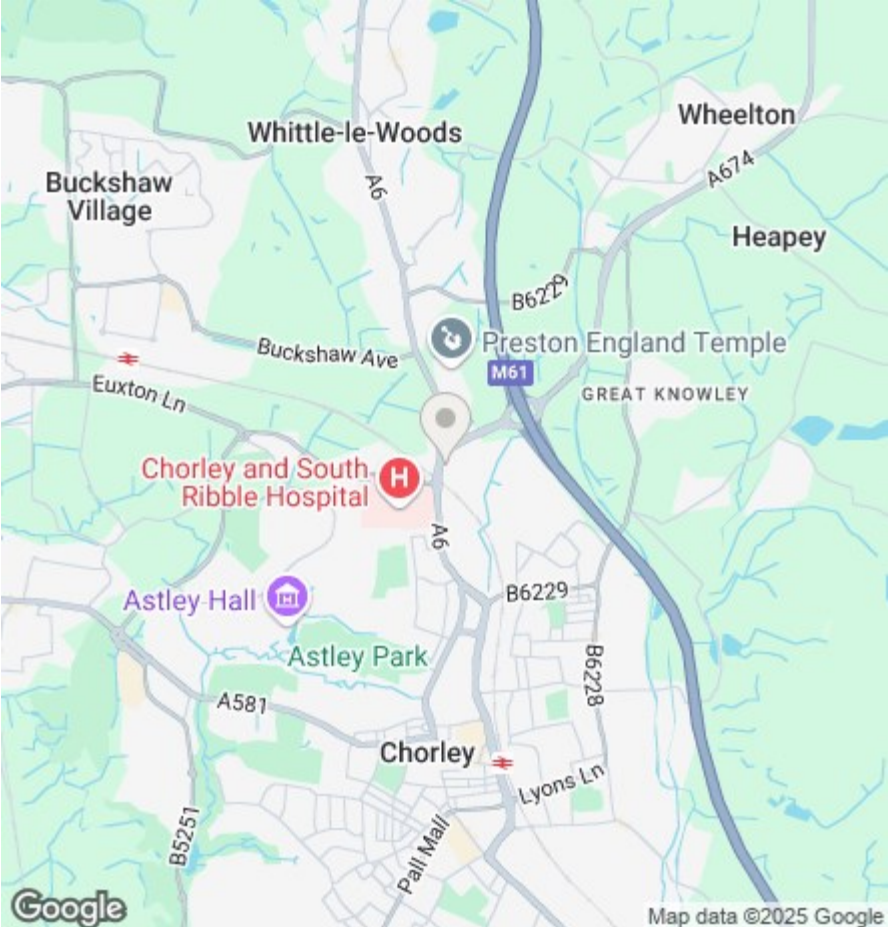 Wheelton
Whittle-le-Woods
A674
Buckshaw
Village
A6
Heapey
B6229
Buckshaw Ave
Preston England Temple
M61
Euxton Ln
GREAT KNOWLEY
Chorley and South
Ribble Hospital
H
A6
B6229
Astley Hall
Astley Park
B6228
A581
Chorley
Lyons Ln
B5251
Pall Mall
Google
Map data ©2025 Google